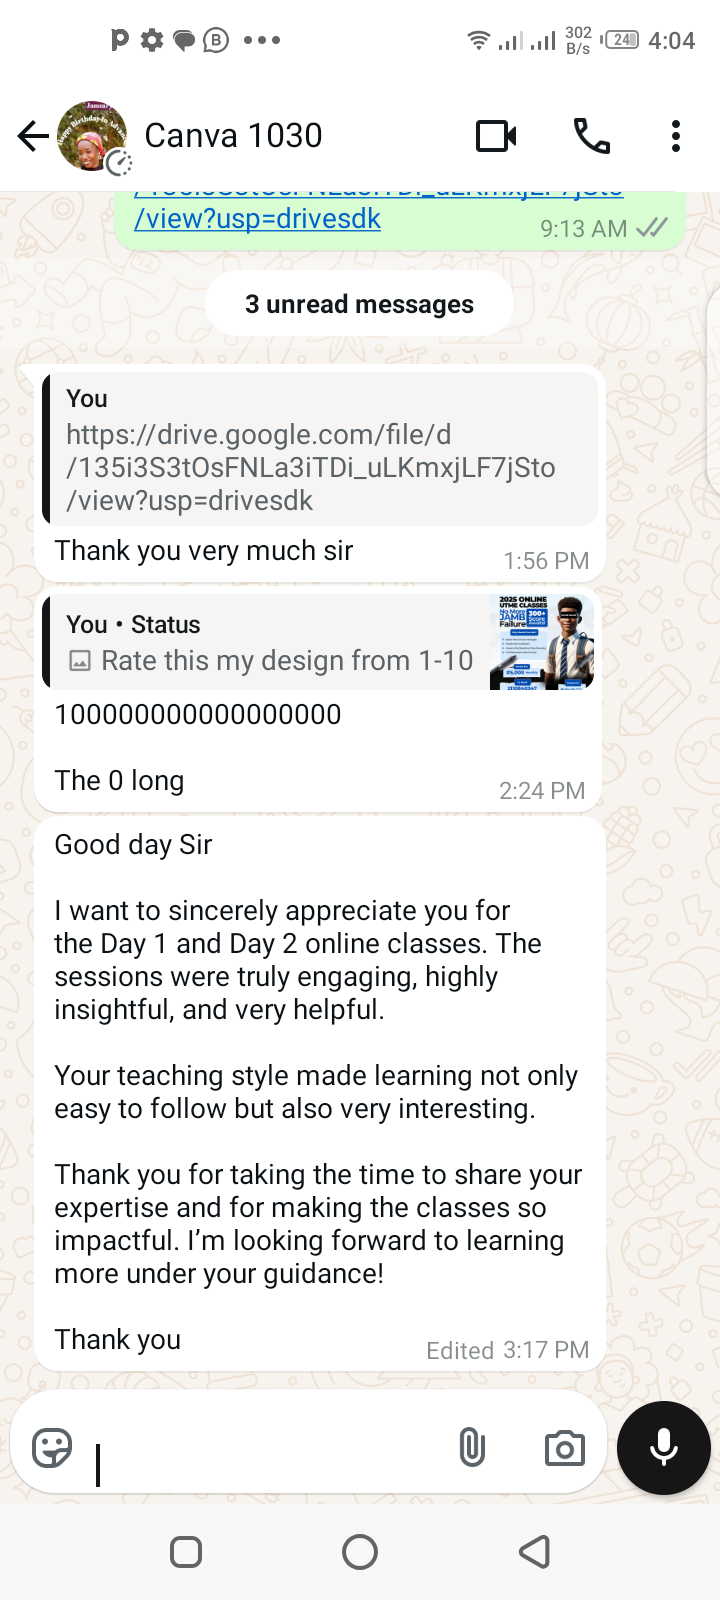 302
B/s
24
4:04
Canva 1030
/view?usp=drivesdk
9:13 AM
3 unread messages
You
https://drive.google.com/file/d
/135i3S3tOsFNLa3iTDi_uLKmxjLF7jSto
/view?usp=drivesdk
Thank you very much sir
1:56 PM
You • Status
Rate this my design from 1-10
2025 ONLINE
UTME CLASSES
No More
JAMB
Failure
300+
100000000000000000
The 0 long
2:24 PM
Good day Sir
I want to sincerely appreciate you for
the Day 1 and Day 2 online classes. The
sessions were truly engaging, highly
insightful, and very helpful.
Your teaching style made learning not only
easy to follow but also very interesting.
Thank you for taking the time to share your
expertise and for making the classes so
impactful. I’m looking forward to learning
more under your guidance!
Thank you
Edited 3:17 PM